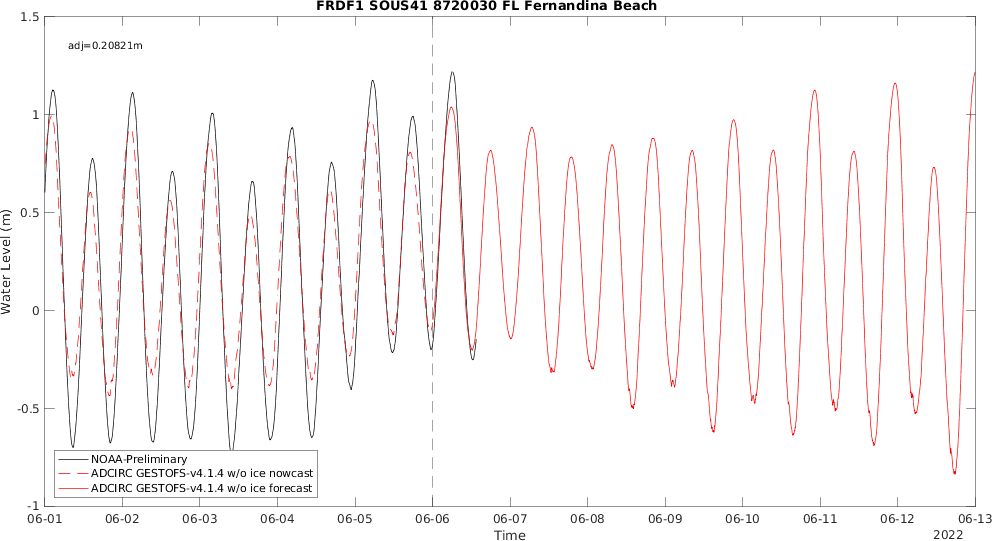 FRDF1 SOUS41 8720030 FL Fernandina Beach
adj=0.20821m
1.5
1
0.5
0
-0.5
-1
Water Level (m)
NOAA-Preliminary
ADCIRC GESTOFS-v4.1.4 w/o ice nowcast
ADCIRC GESTOFS-v4.1.4 w/o ice forecast
06-01 06-02 06-03 06-04 06-05 06-06 06-07 06-08 06-09 06-10 06-11 06-12 06-13
Time
2022